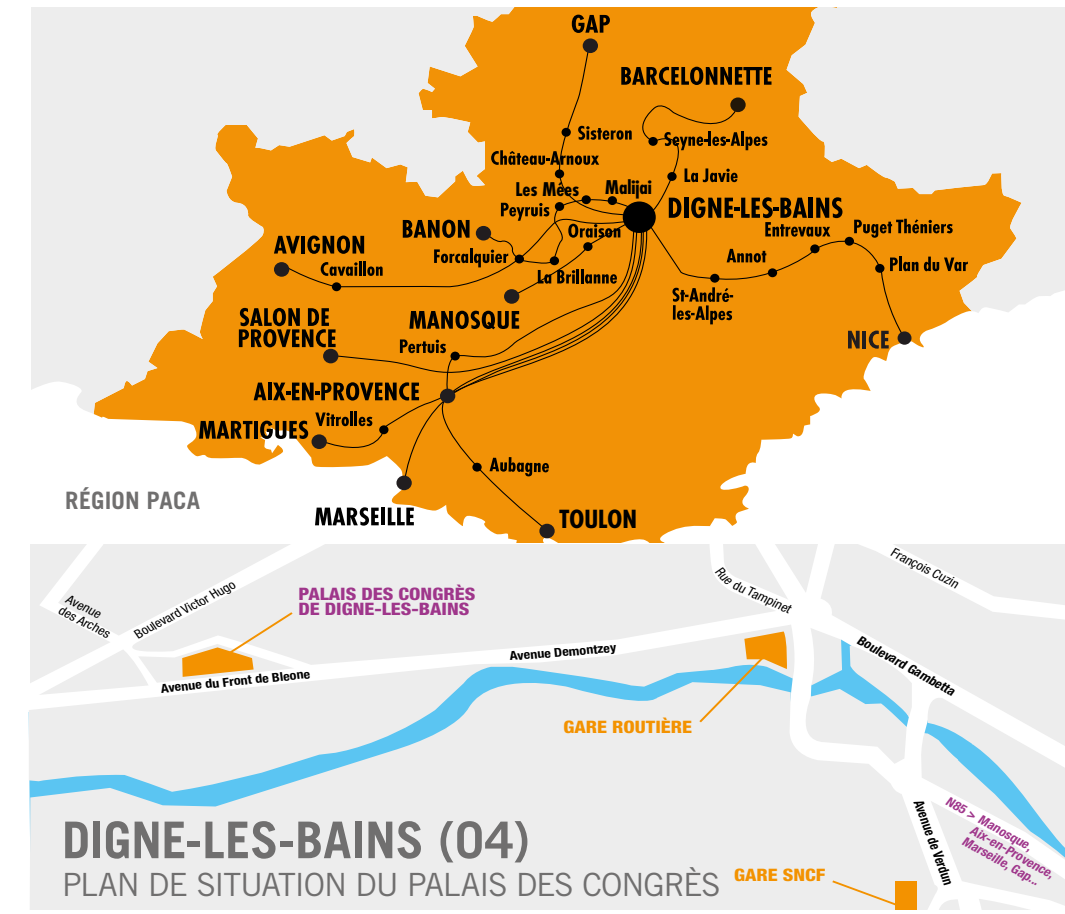 GAP
BARCELONNETTE
Sisteron
Seyne-les-Alpes
Château-Arnoux
La Javie
Les Mées
Malijai
Peyruis
DIGNE-LES-BAINS
BANON
Oraison
Entrevaux
Puget Théniers
AVIGNON
Forcalquier
Annot
Cavaillon
La Brillanne
Plan du Var
St-André-
les-Alpes
SALON DE
PROVENCE
MANOSQUE
NICE
Pertuis
AIX-EN-PROVENCE
Vitrolles
MARTIGUES
Aubagne
RÉGION PACA
MARSEILLE
TOULON
François Cuzin
Rue du Tampinet
Avenue
des Arches
Boulevard Victor Hugo
PALAIS DES CONGRÈS
DE DIGNE-LES-BAINS
Avenue Demontzey
Boulevard Gambetta
Avenue du Front de Bleone
GARE ROUTIÈRE
N85 > Manosque,
Aix-en-Provence,
Marseille, Gap...
Avenue de Verdun
DIGNE-LES-BAINS (04)
PLAN DE SITUATION DU PALAIS DES CONGRÈS
GARE SNCF